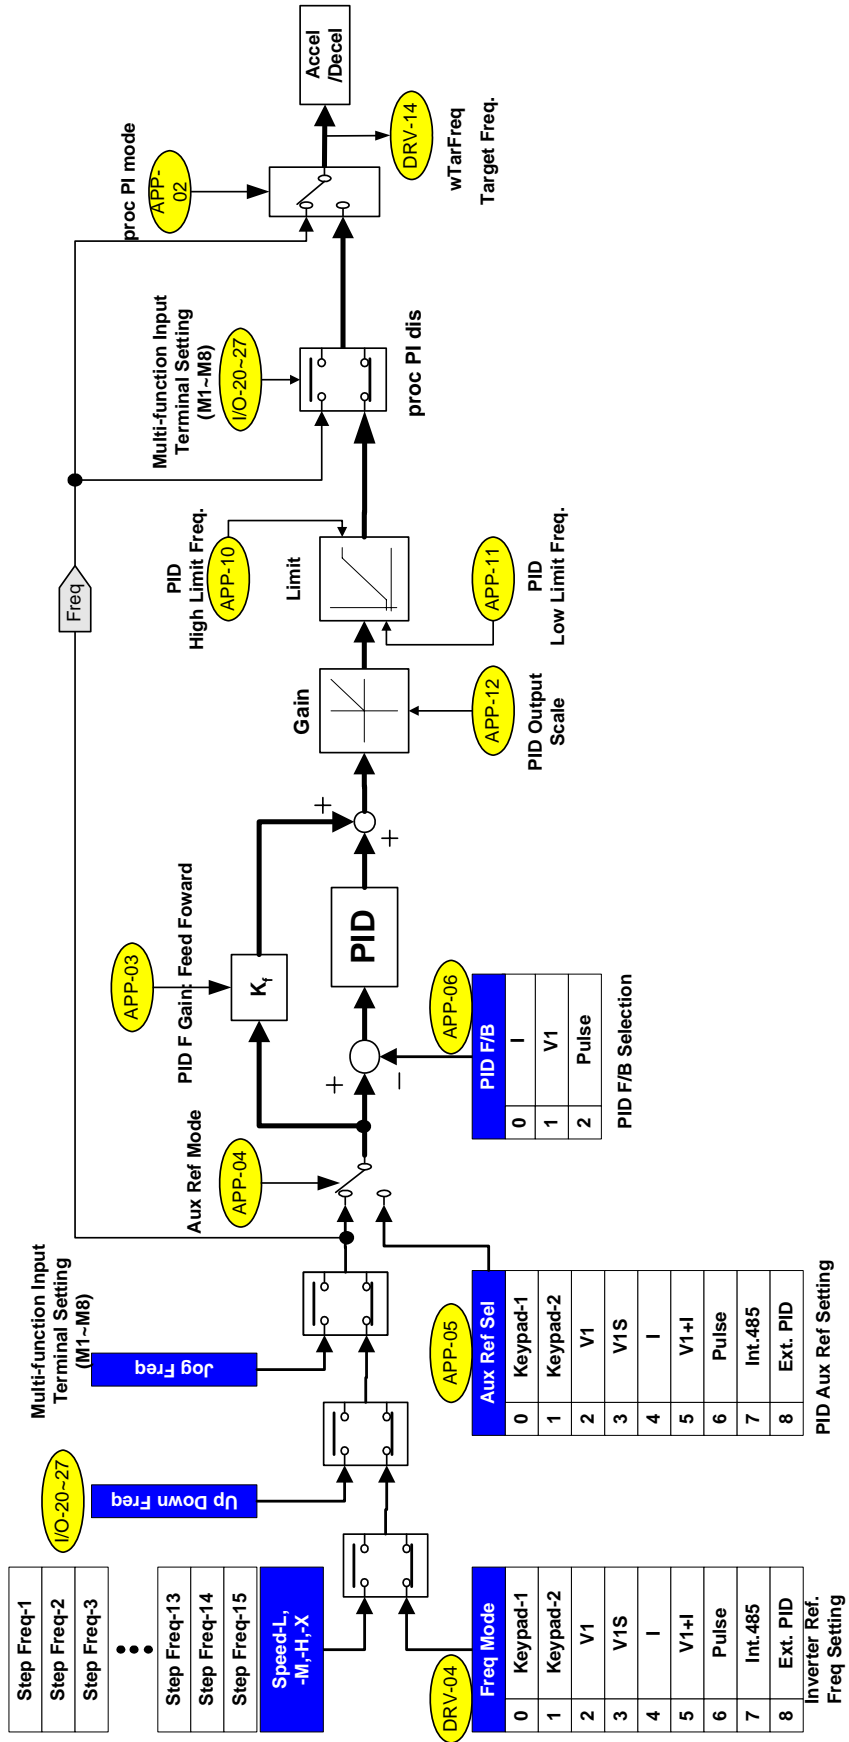 Step Freq-1
Step Freq-2
Step Freq-3
Step Freq-13
Step Freq-14
Step Freq-15
Speed-L,
-M,-H,-X
DRV-04
Freq Mode
0 Keypad-1
1 Keypad-2
2 V1
3 V1S
4 I
5 V1+I
6 Pulse
7 Int.485
8 Ext. PID
Inverter Ref.
Freq Setting
I/O-20~27
Up Down Freq
Multi-function Input
Terminal Setting
(M1~M8)
Jog Freq
APP-05
Aux Ref Sel
0 Keypad-1
1 Keypad-2
2 V1
3 V1S
4 I
5 V1+I
6 Pulse
7 Int.485
8 Ext. PID
PID Aux Ref Setting
Aux Ref Mode
APP-04
+
−
APP-06
PID F/B
0 I
1 V1
2 Pulse
PID F/B Selection
APP-03
PID F Gain: Feed Foward
Kf
PID
+
+
Gain
APP-12
PID Output
Scale
Freq
PID
High Limit Freq.
APP-10
Limit
APP-11
PID
Low Limit Freq.
Multi-function Input
Terminal Setting
(M1~M8)
I/O-20~27
proc PI dis
proc PI mode
APP-
02
DRV-14
wTarFreq
Target Freq.
Accel
/Decel